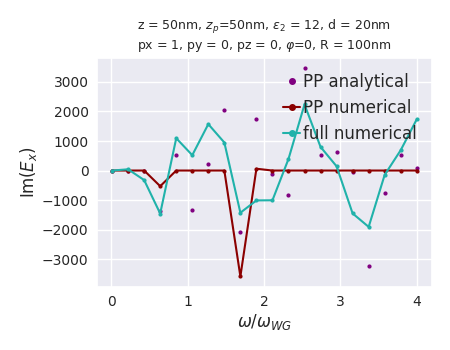 z = 50nm, z_p=50nm, ε_2 = 12, d = 20nm
px = 1, py = 0, pz = 0, φ=0, R = 100nm
PP analytical
PP numerical
full numerical
Im(E_x)
3000
2000
1000
0
−1000
−2000
−3000
0 1 2 3 4
ω/ω_WG